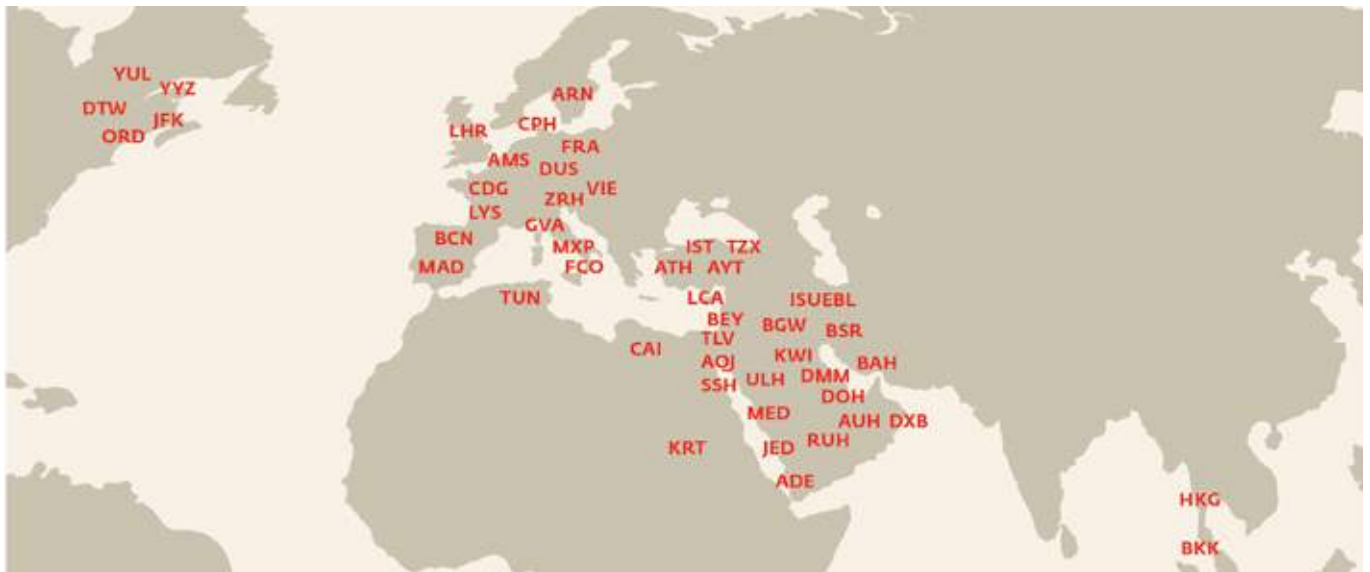 YUL
YYZ
DTW
JFK
ORD
ARN
LHR
CPH
FRA
AMS
DUS
CDG
VIE
ZRH
LYS
GVA
BCN
MXP
IST
TZX
MAD
FCO
ATH
AYT
TUN
LCA
ISUEBL
BEY
BGW
BSR
TLV
CAI
KWI
AQJ
BAH
SSH
ULH
DMM
DOH
MED
AUH
DXB
KRT
JED
RUH
ADE
HKG
BKK